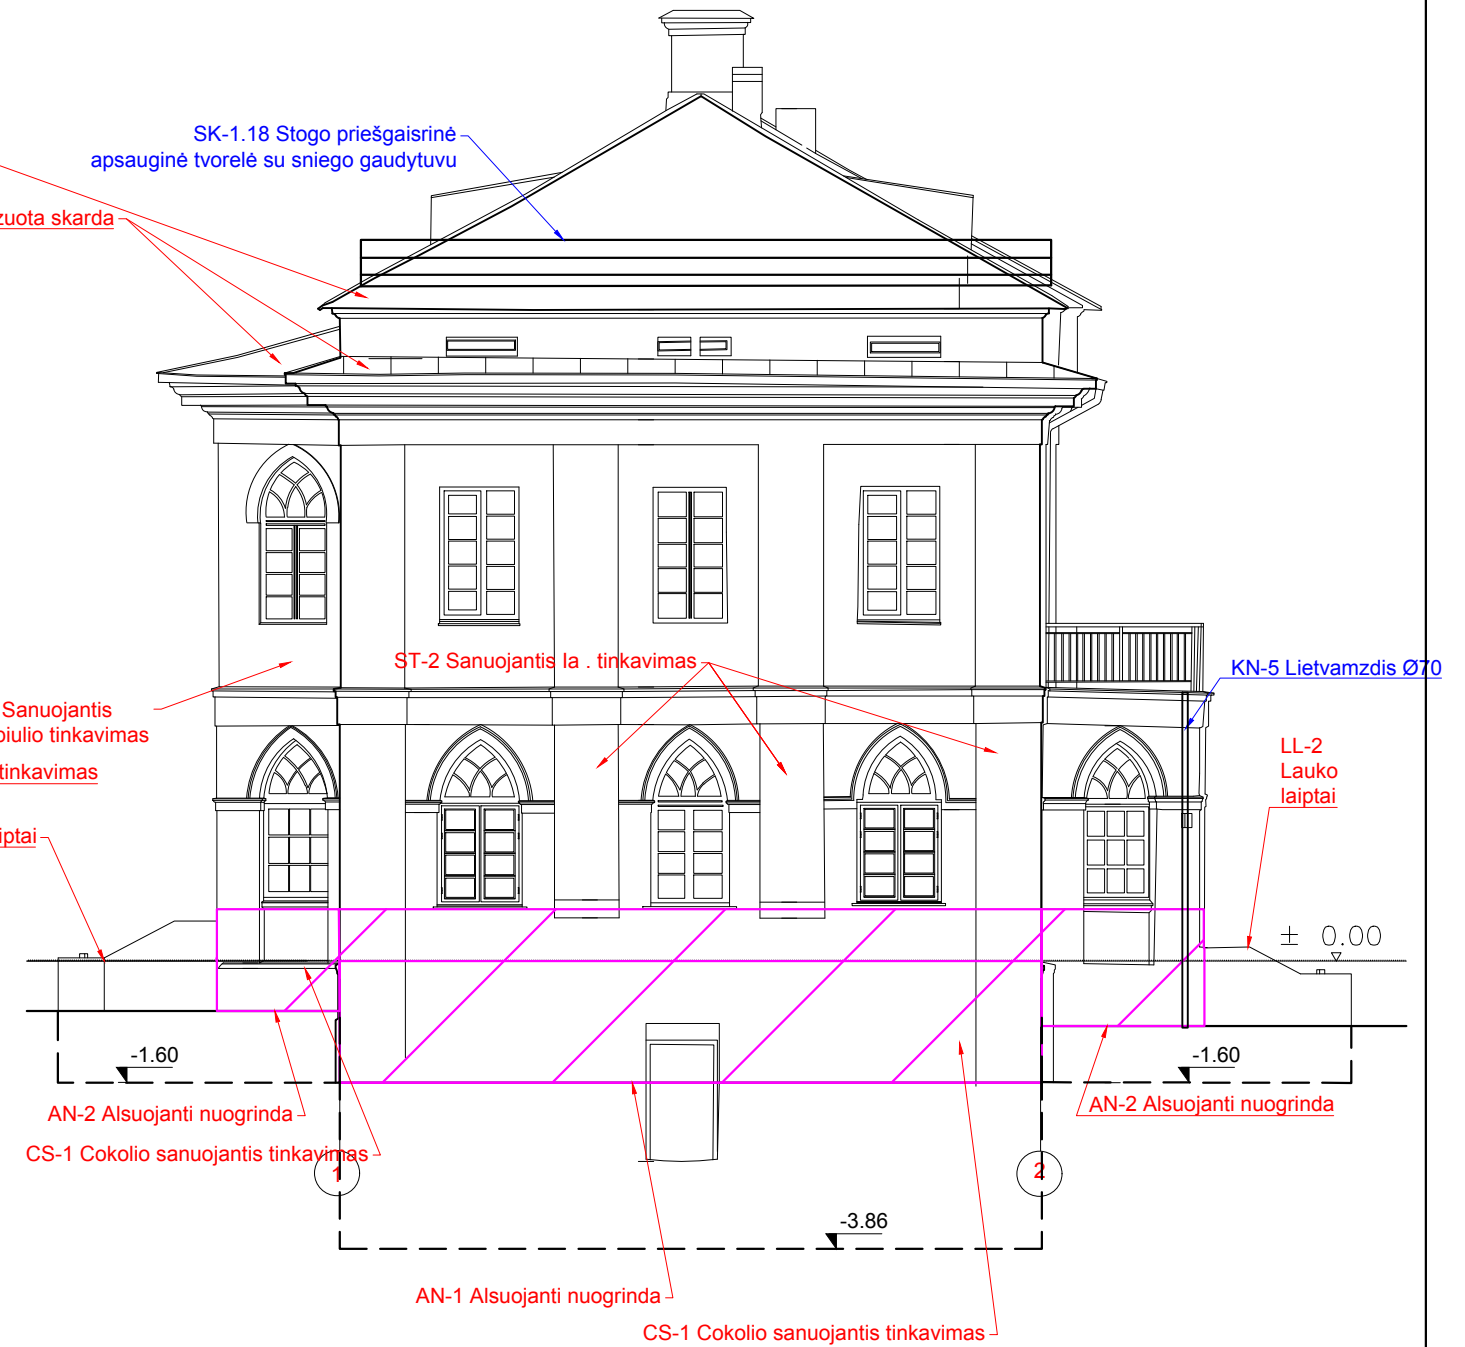 SK-1.18 Stogo priešgaisrinė
apsauginė tvorelė su sniego gaudytuvu
zuota skarda
ST-2 Sanuojantis la . tinkavimas
KN-5 Lietvamzdis Ø70
Sanuojantis
piulio tinkavimas
tinkavimas
LL-2
Lauko
laiptai
iptai
± 0.00
-1.60
-1.60
AN-2 Alsuojanti nuogrinda
AN-2 Alsuojanti nuogrinda
CS-1 Cokolio sanuojantis tinkavimas
1
2
-3.86
AN-1 Alsuojanti nuogrinda
CS-1 Cokolio sanuojantis tinkavimas